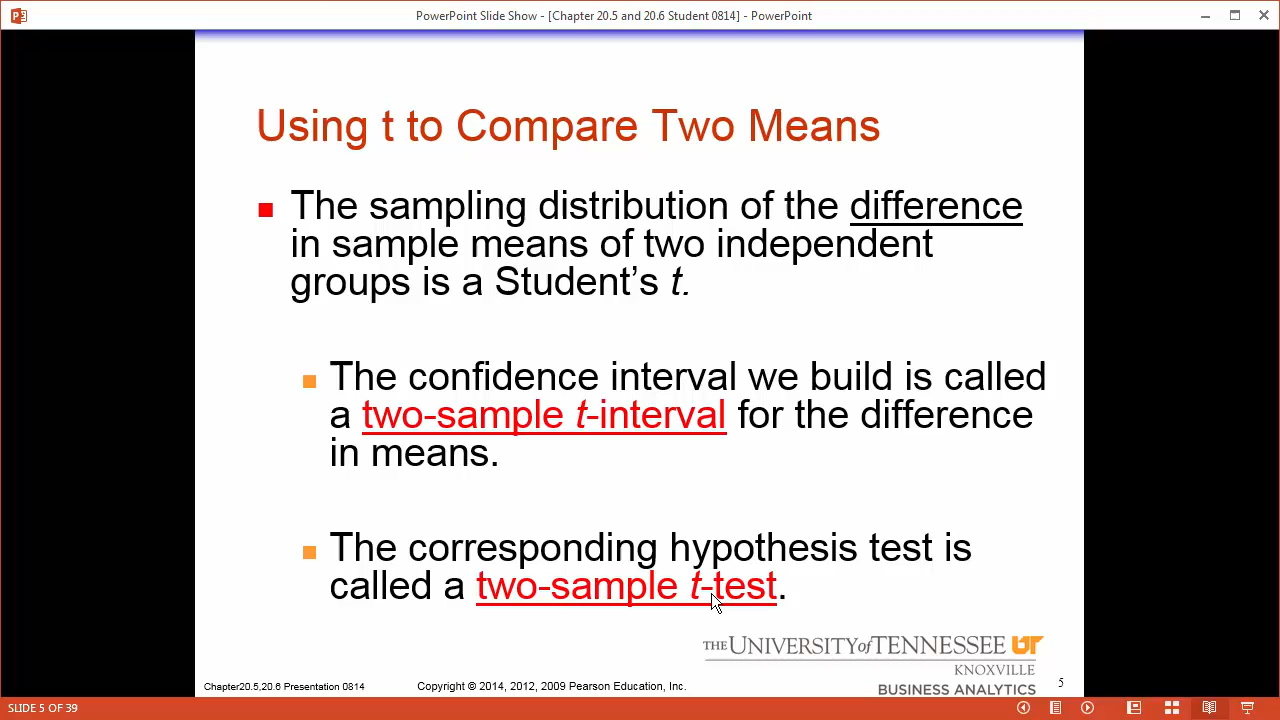 PowerPoint Slide Show - [Chapter 20.5 and 20.6 Student 0814] - PowerPoint
Using t to Compare Two Means
The sampling distribution of the difference
in sample means of two independent
groups is a Student’s t.
The confidence interval we build is called
a two-sample t-interval for the difference
in means.
The corresponding hypothesis test is
called a two-sample t-test.
THE UNIVERSITY of TENNESSEE UT
KNOXVILLE
BUSINESS ANALYTICS
Chapter20.5,20.6 Presentation 0814
Copyright © 2014, 2012, 2009 Pearson Education, Inc.
5
SLIDE 5 OF 39